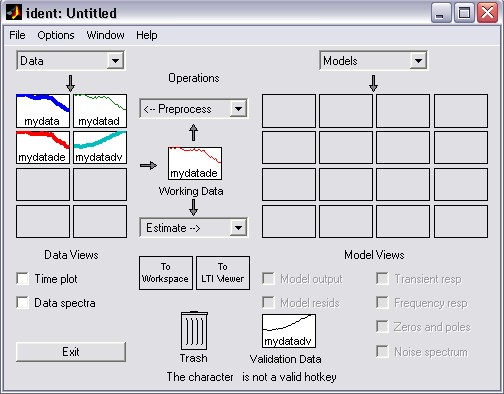 ident: Untitled
File Options Window Help
Data
Models
Operations
<-- Preprocess
mydata
mydatad
mydatade
mydatadv
mydatade
Working Data
Estimate -->
Data Views
Model Views
Time plot
Data spectra
To Workspace
To LTI Viewer
Model output
Transient resp
Model resids
Frequency resp
Zeros and poles
Noise spectrum
mydatadv
Exit
Trash
Validation Data
The character is not a valid hotkey